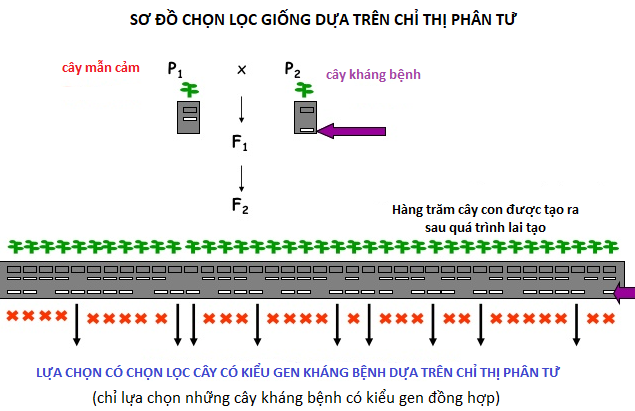 SƠ ĐỒ CHỌN LỌC GIỐNG DỰA TRÊN CHỈ THỊ PHÂN TƯ
cây mẫn cảm P1 x P2 cây kháng bệnh
F1
F2
Hàng trăm cây con được tạo ra
sau quá trình lai tạo
LỰA CHỌN CÓ CHỌN LỌC CÂY CÓ KIỂU GEN KHÁNG BỆNH DỰA TRÊN CHỈ THỊ PHÂN TƯ
(chỉ lựa chọn những cây kháng bệnh có kiểu gen đồng hợp)